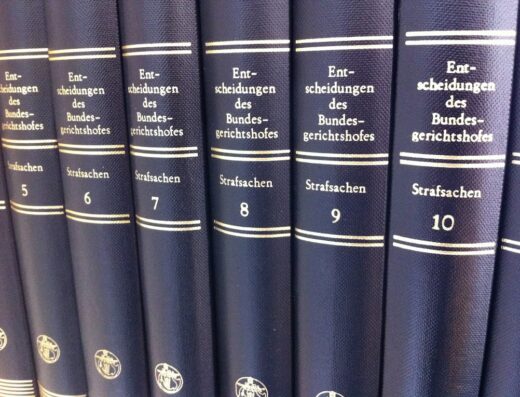 Ent-
scheidungen
des
Bundes-
gerichtshofes
Strafsachen
5
Ent-
scheidungen
des
Bundes-
gerichtshofes
Strafsachen
6
Ent-
scheidungen
des
Bundes-
gerichtshofes
Strafsachen
7
Ent-
scheidungen
des
Bundes-
gerichtshofes
Strafsachen
8
Ent-
scheidungen
des
Bundes-
gerichtshofes
Strafsachen
9
Ent-
scheidungen
des
Bundes-
gerichtshofes
Strafsachen
10